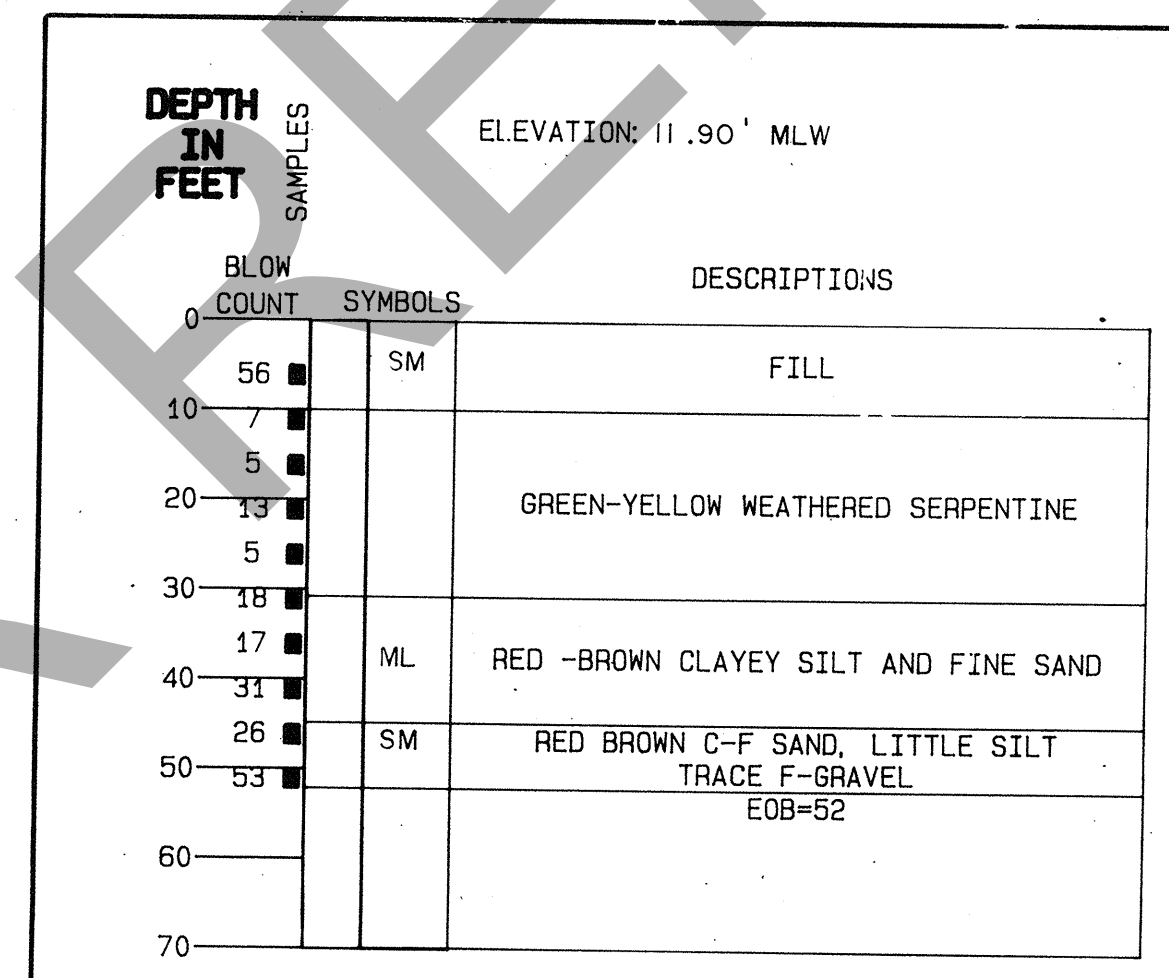 DEPTH
IN
FEET
SAMPLES
ELEVATION: 11.90' MLW
BLOW
COUNT
SYMBOLS
DESCRIPTIONS
0
56
SM
FILL
10
7
5
20
13
GREEN-YELLOW WEATHERED SERPENTINE
5
30
18
17
ML
RED -BROWN CLAYEY SILT AND FINE SAND
40
31
26
SM
RED BROWN C-F SAND, LITTLE SILT
50
53
TRACE F-GRAVEL
EOB=52
60
70